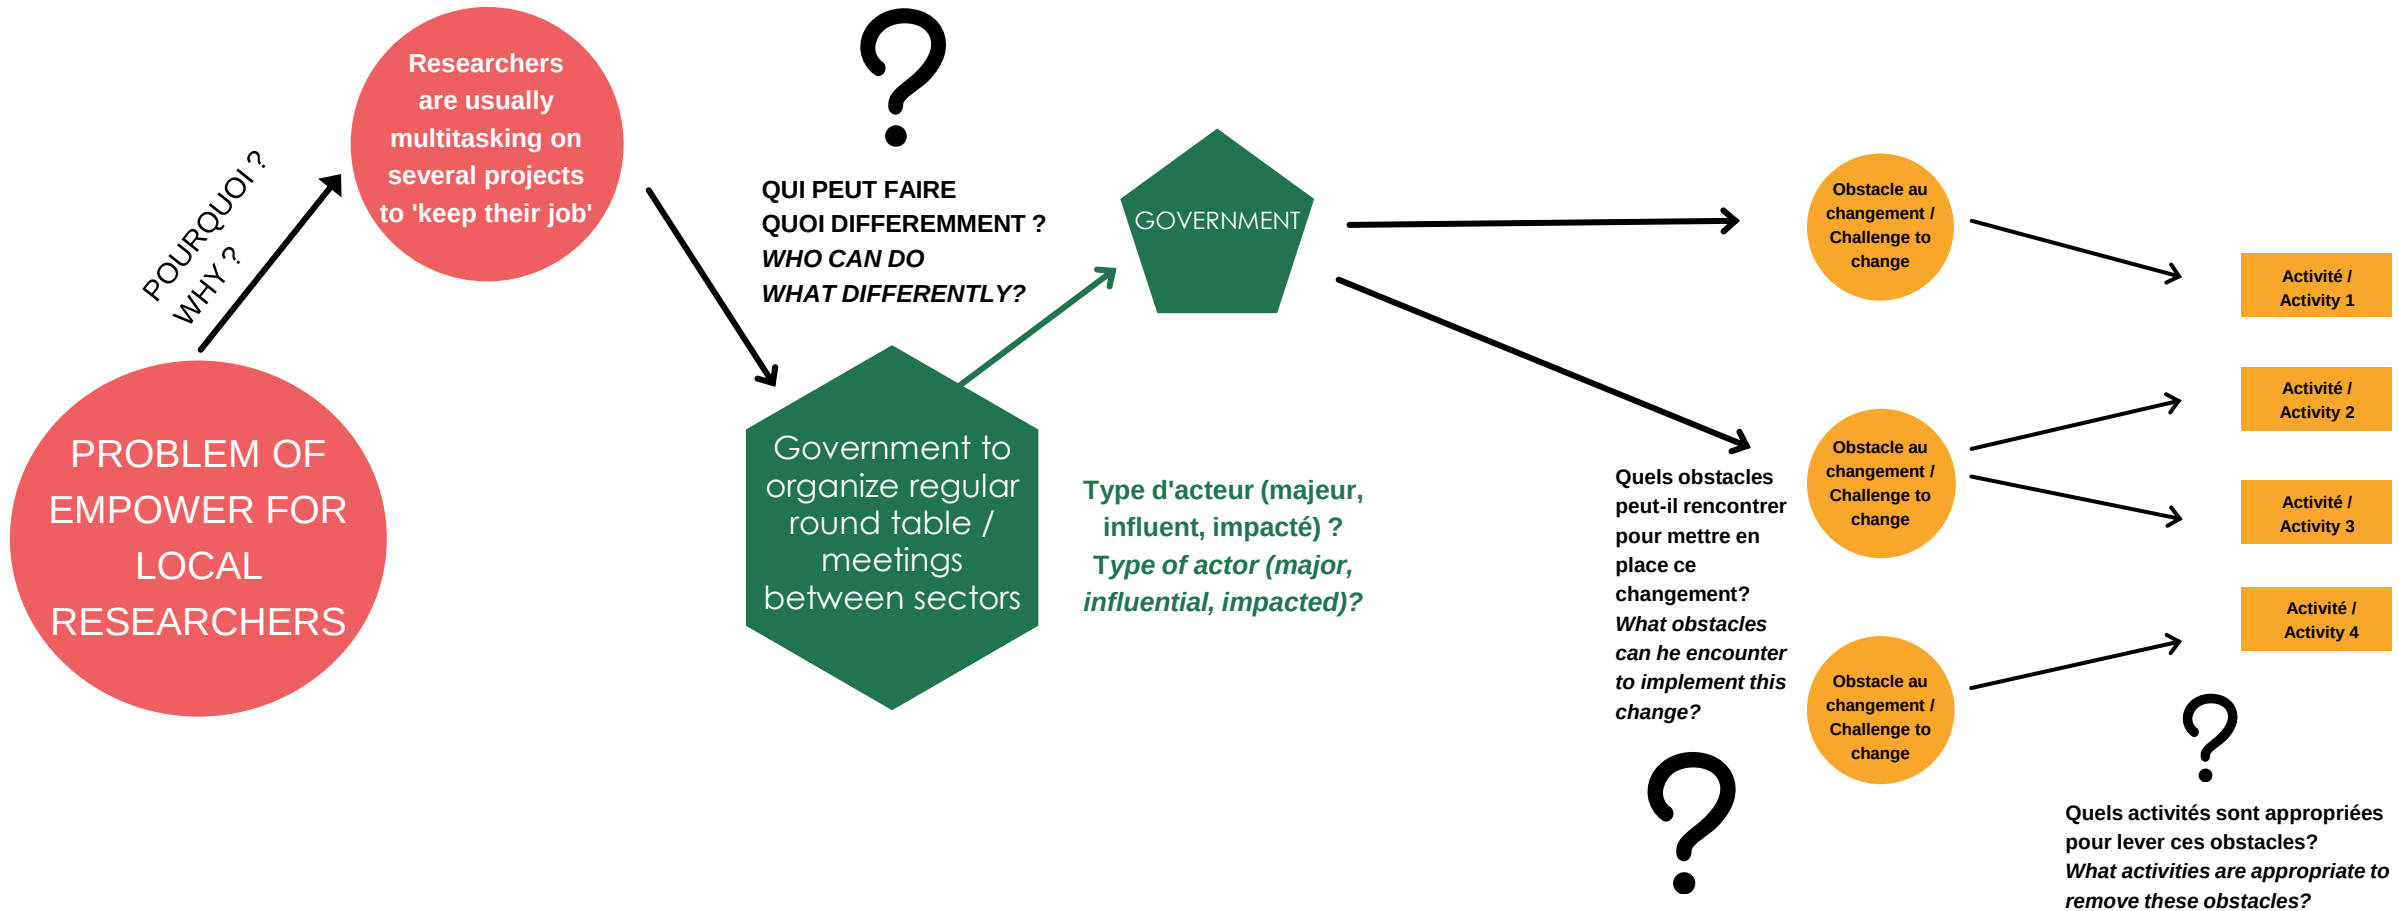 Researchers
are usually
multitasking on
several projects
to 'keep their job'
POURQUOI ?
WHY ?
PROBLEM OF
EMPOWER FOR
LOCAL
RESEARCHERS
QUI PEUT FAIRE
QUOI DIFFEREMMENT ?
WHO CAN DO
WHAT DIFFERENTLY?
Government to
organize regular
round table /
meetings
between sectors
GOVERNMENT
Type d'acteur (majeur,
influent, impacté) ?
Type of actor (major,
influential, impacted)?
Quels obstacles
peut-il rencontrer
pour mettre en
place ce
changement?
What obstacles
can he encounter
to implement this
change?
Obstacle au
changement /
Challenge to
change
Obstacle au
changement /
Challenge to
change
Obstacle au
changement /
Challenge to
change
Activité /
Activity 1
Activité /
Activity 2
Activité /
Activity 3
Activité /
Activity 4
Quels activités sont appropriées
pour lever ces obstacles?
What activities are appropriate to
remove these obstacles?